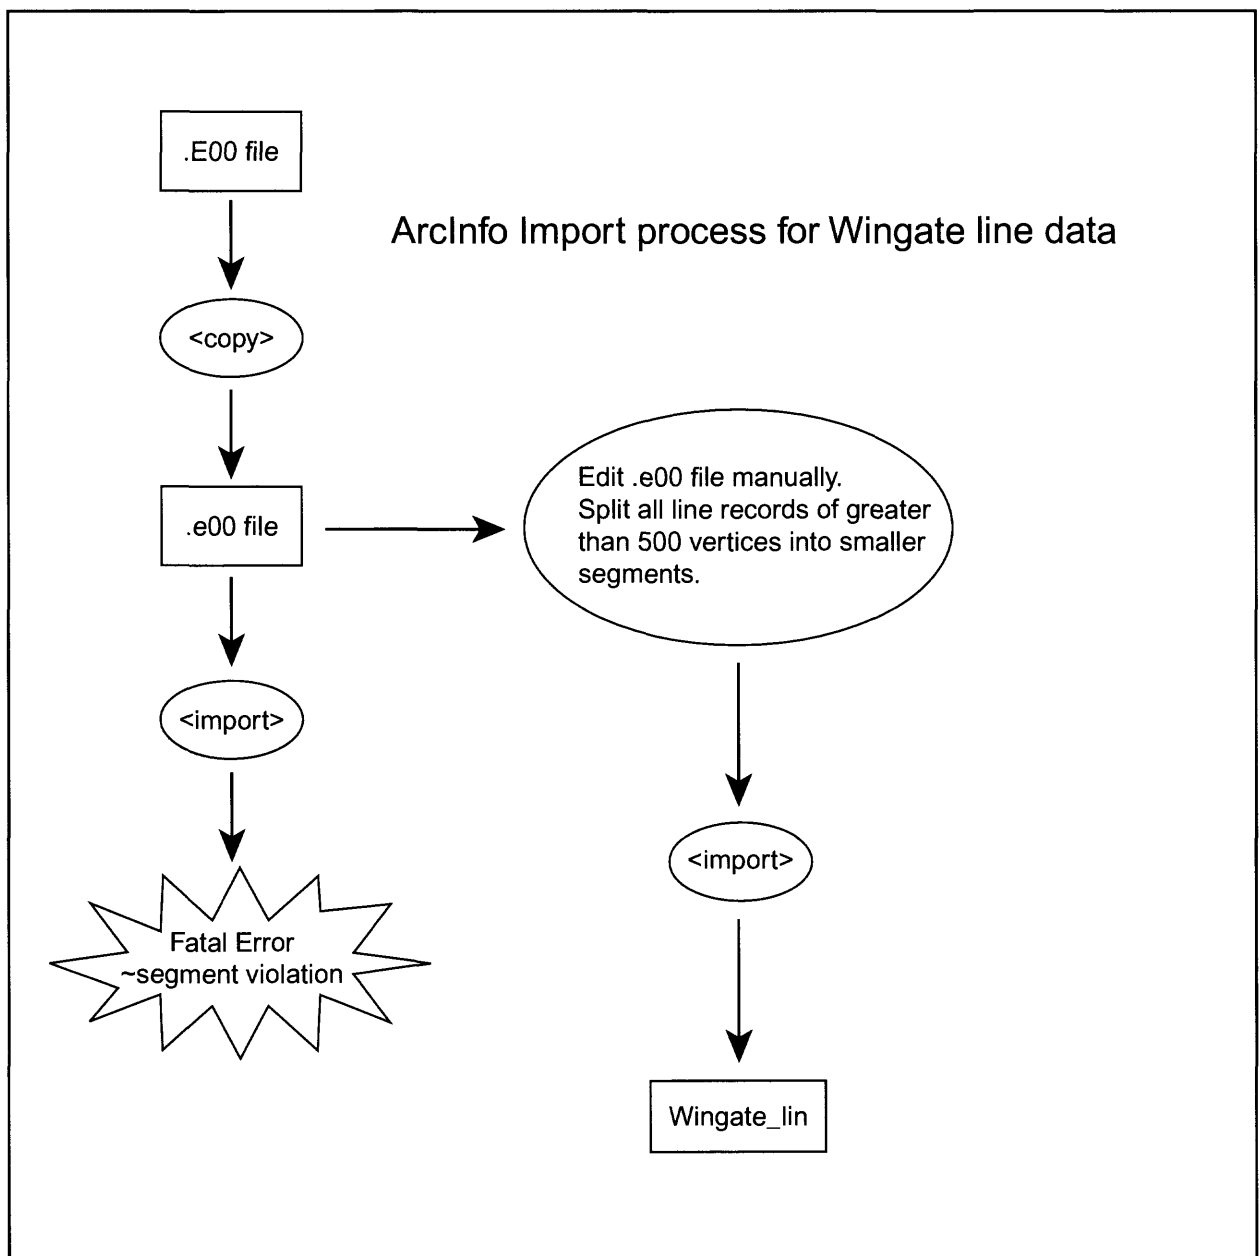 .E00 file
ArcInfo Import process for Wingate line data
<copy>
.e00 file
Edit .e00 file manually.
Split all line records of greater
than 500 vertices into smaller
segments.
<import>
<import>
Fatal Error
~segment violation
Wingate_lin